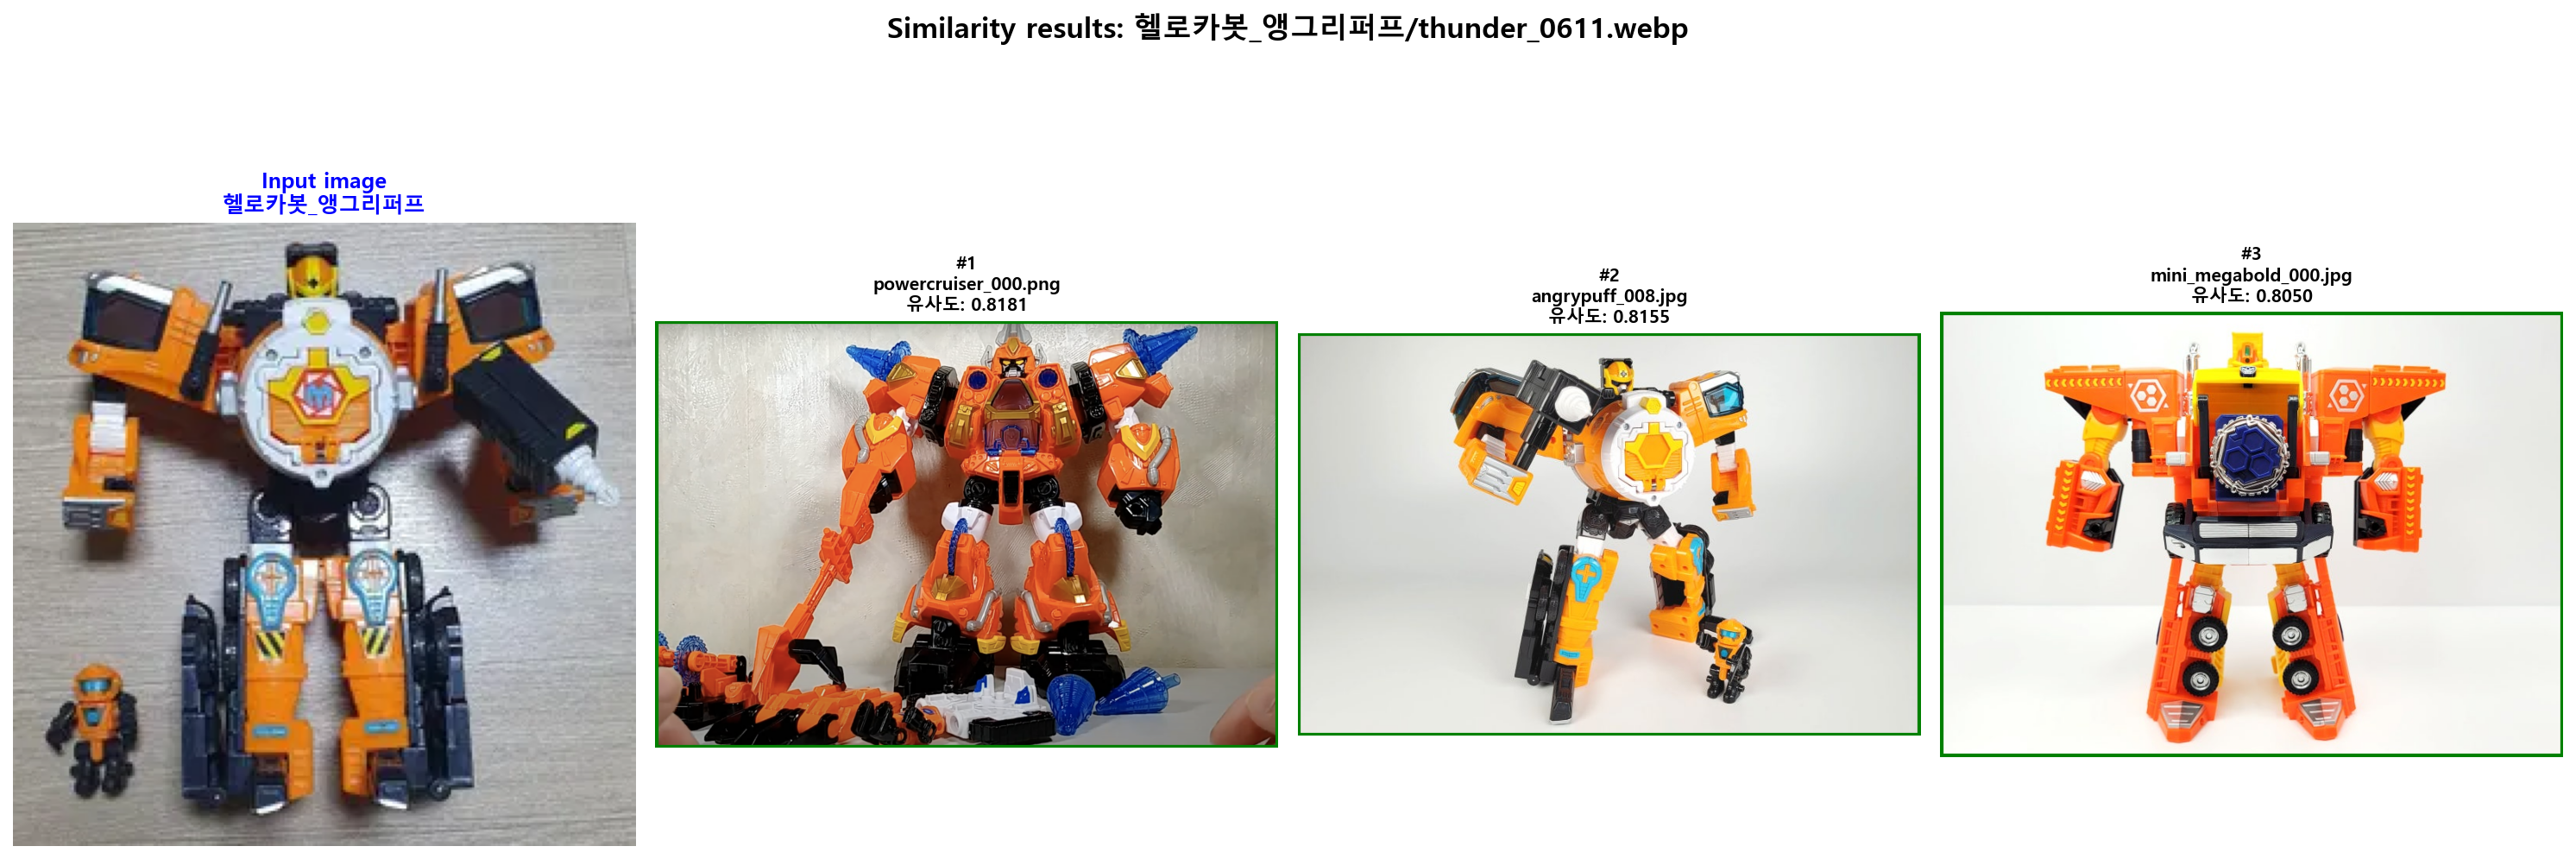 Similarity results: 헬로카봇_앵그리퍼프/thunder_0611.webp
Input image
헬로카봇_앵그리퍼프
#1
powercruiser_000.png
유사도: 0.8181
#2
angrypuff_008.jpg
유사도: 0.8155
#3
mini_megabold_000.jpg
유사도: 0.8050